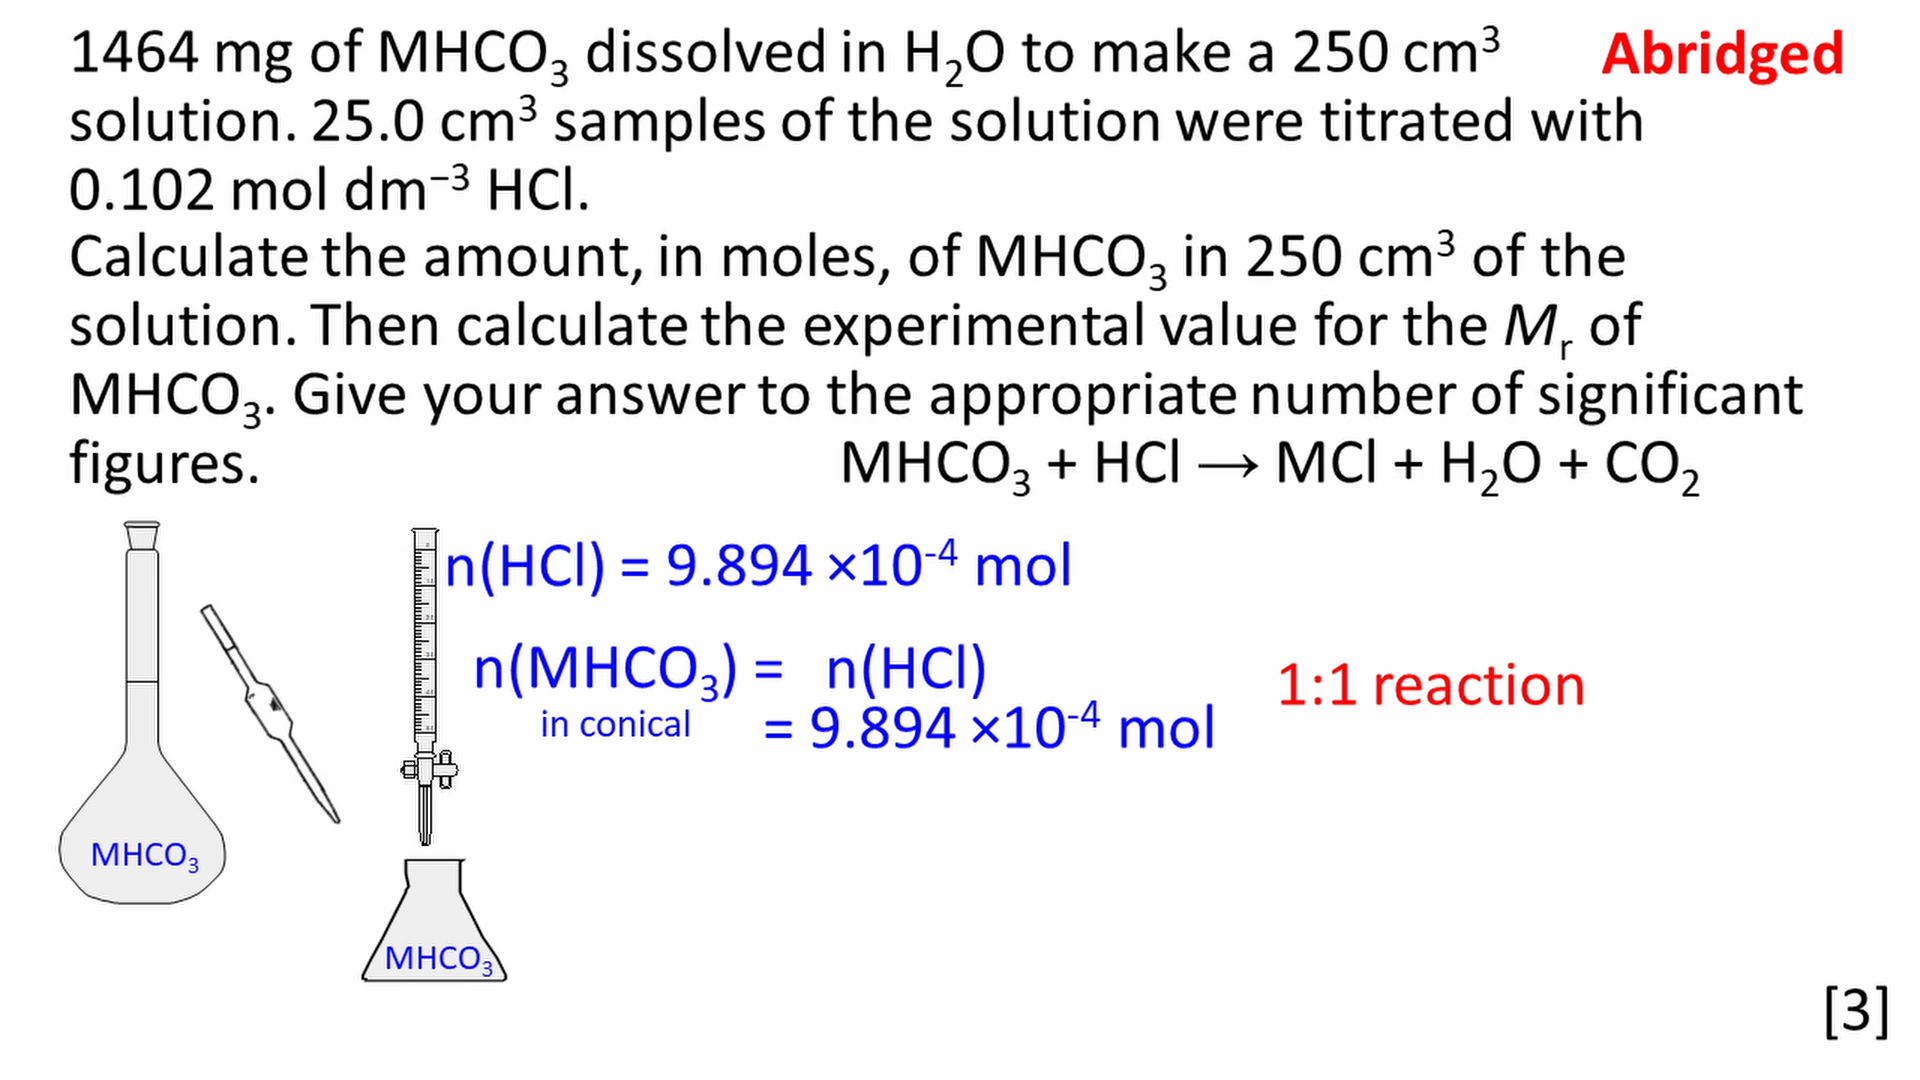 1464 mg of MHCO₃ dissolved in H₂O to make a 250 cm³ Abridged
solution. 25.0 cm³ samples of the solution were titrated with
0.102 mol dm⁻³ HCl.
Calculate the amount, in moles, of MHCO₃ in 250 cm³ of the
solution. Then calculate the experimental value for the Mᵣ of
MHCO₃. Give your answer to the appropriate number of significant
figures. MHCO₃ + HCl → MCl + H₂O + CO₂
n(HCl) = 9.894 ×10⁻⁴ mol
n(MHCO₃) = n(HCl)
in conical = 9.894 ×10⁻⁴ mol
1:1 reaction
MHCO₃
MHCO₃
[3]